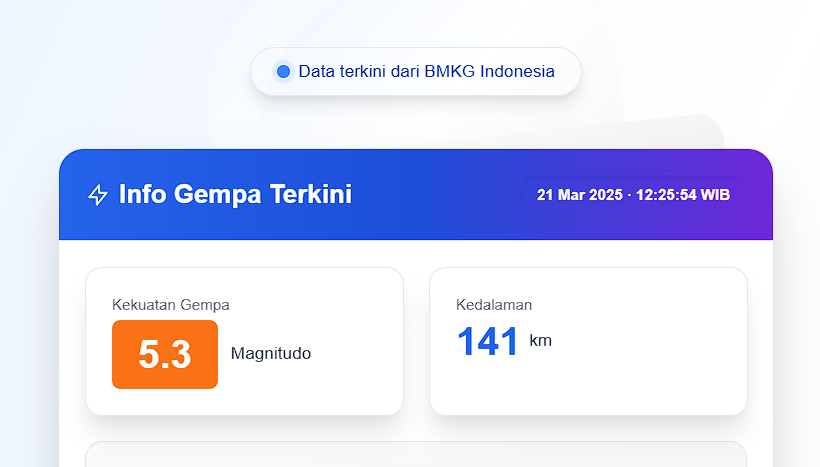 Data terkini dari BMKG Indonesia
Info Gempa Terkini
21 Mar 2025 · 12:25:54 WIB
Kekuatan Gempa
5.3 Magnitudo
Kedalaman
141 km